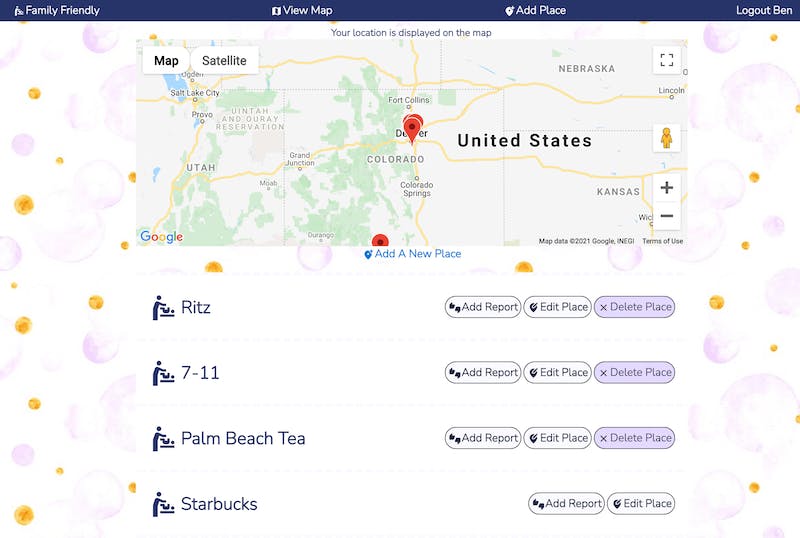 Family Friendly
View Map
Add Place
Logout Ben
Your location is displayed on the map
Map
Satellite
NEBRASKA
Ogden
Salt Lake City
Lincoln
Provo
Fort Collins
UINTAH
AND OURAY
RESERVATION
United States
Grand
Junction
COLORADO
UTAH
Moab
Colorado
Springs
KANSAS
Durango
Google
Map data ©2021 Google, INEGI
Terms of Use
Add A New Place
Ritz
Add Report
Edit Place
× Delete Place
7-11
Add Report
Edit Place
× Delete Place
Palm Beach Tea
Add Report
Edit Place
× Delete Place
Starbucks
Add Report
Edit Place